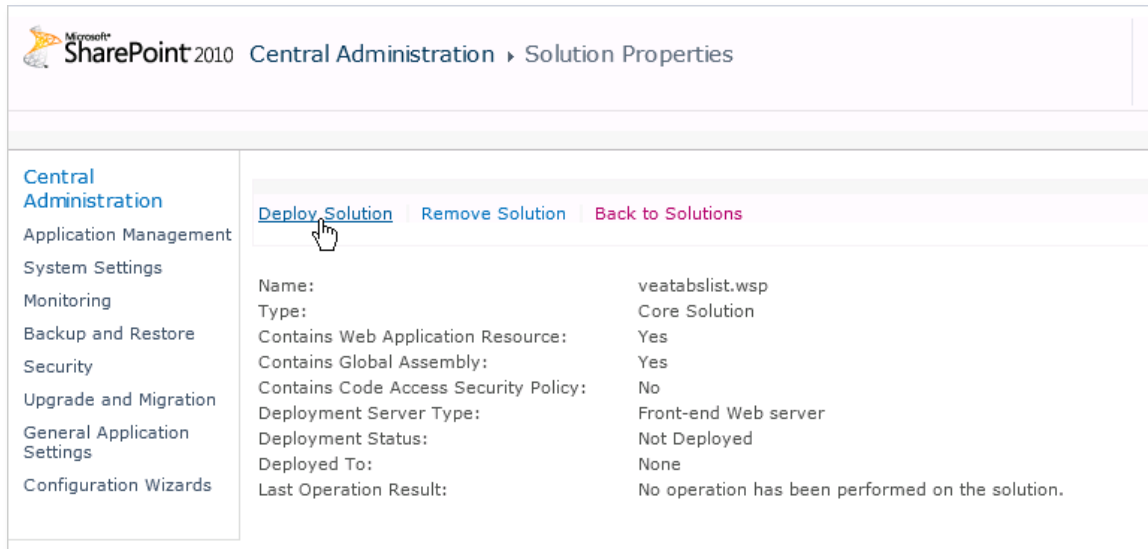 Microsoft
SharePoint 2010 Central Administration Solution Properties
Central
Administration
Application Management
System Settings
Monitoring
Backup and Restore
Security
Upgrade and Migration
General Application
Settings
Configuration Wizards
Deploy Solution Remove Solution Back to Solutions
Name: veatabslist.wsp
Type: Core Solution
Contains Web Application Resource: Yes
Contains Global Assembly: Yes
Contains Code Access Security Policy: No
Deployment Server Type: Front-end Web server
Deployment Status: Not Deployed
Deployed To: None
Last Operation Result: No operation has been performed on the solution.